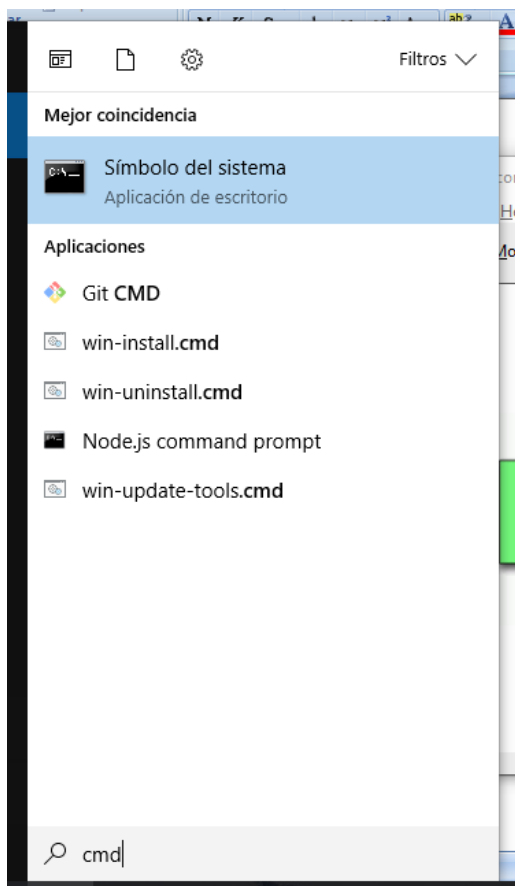 Filtros
Mejor coincidencia
C:\_
Símbolo del sistema
Aplicación de escritorio
Aplicaciones
Git CMD
win-install.cmd
win-uninstall.cmd
Node.js command prompt
win-update-tools.cmd
cmd